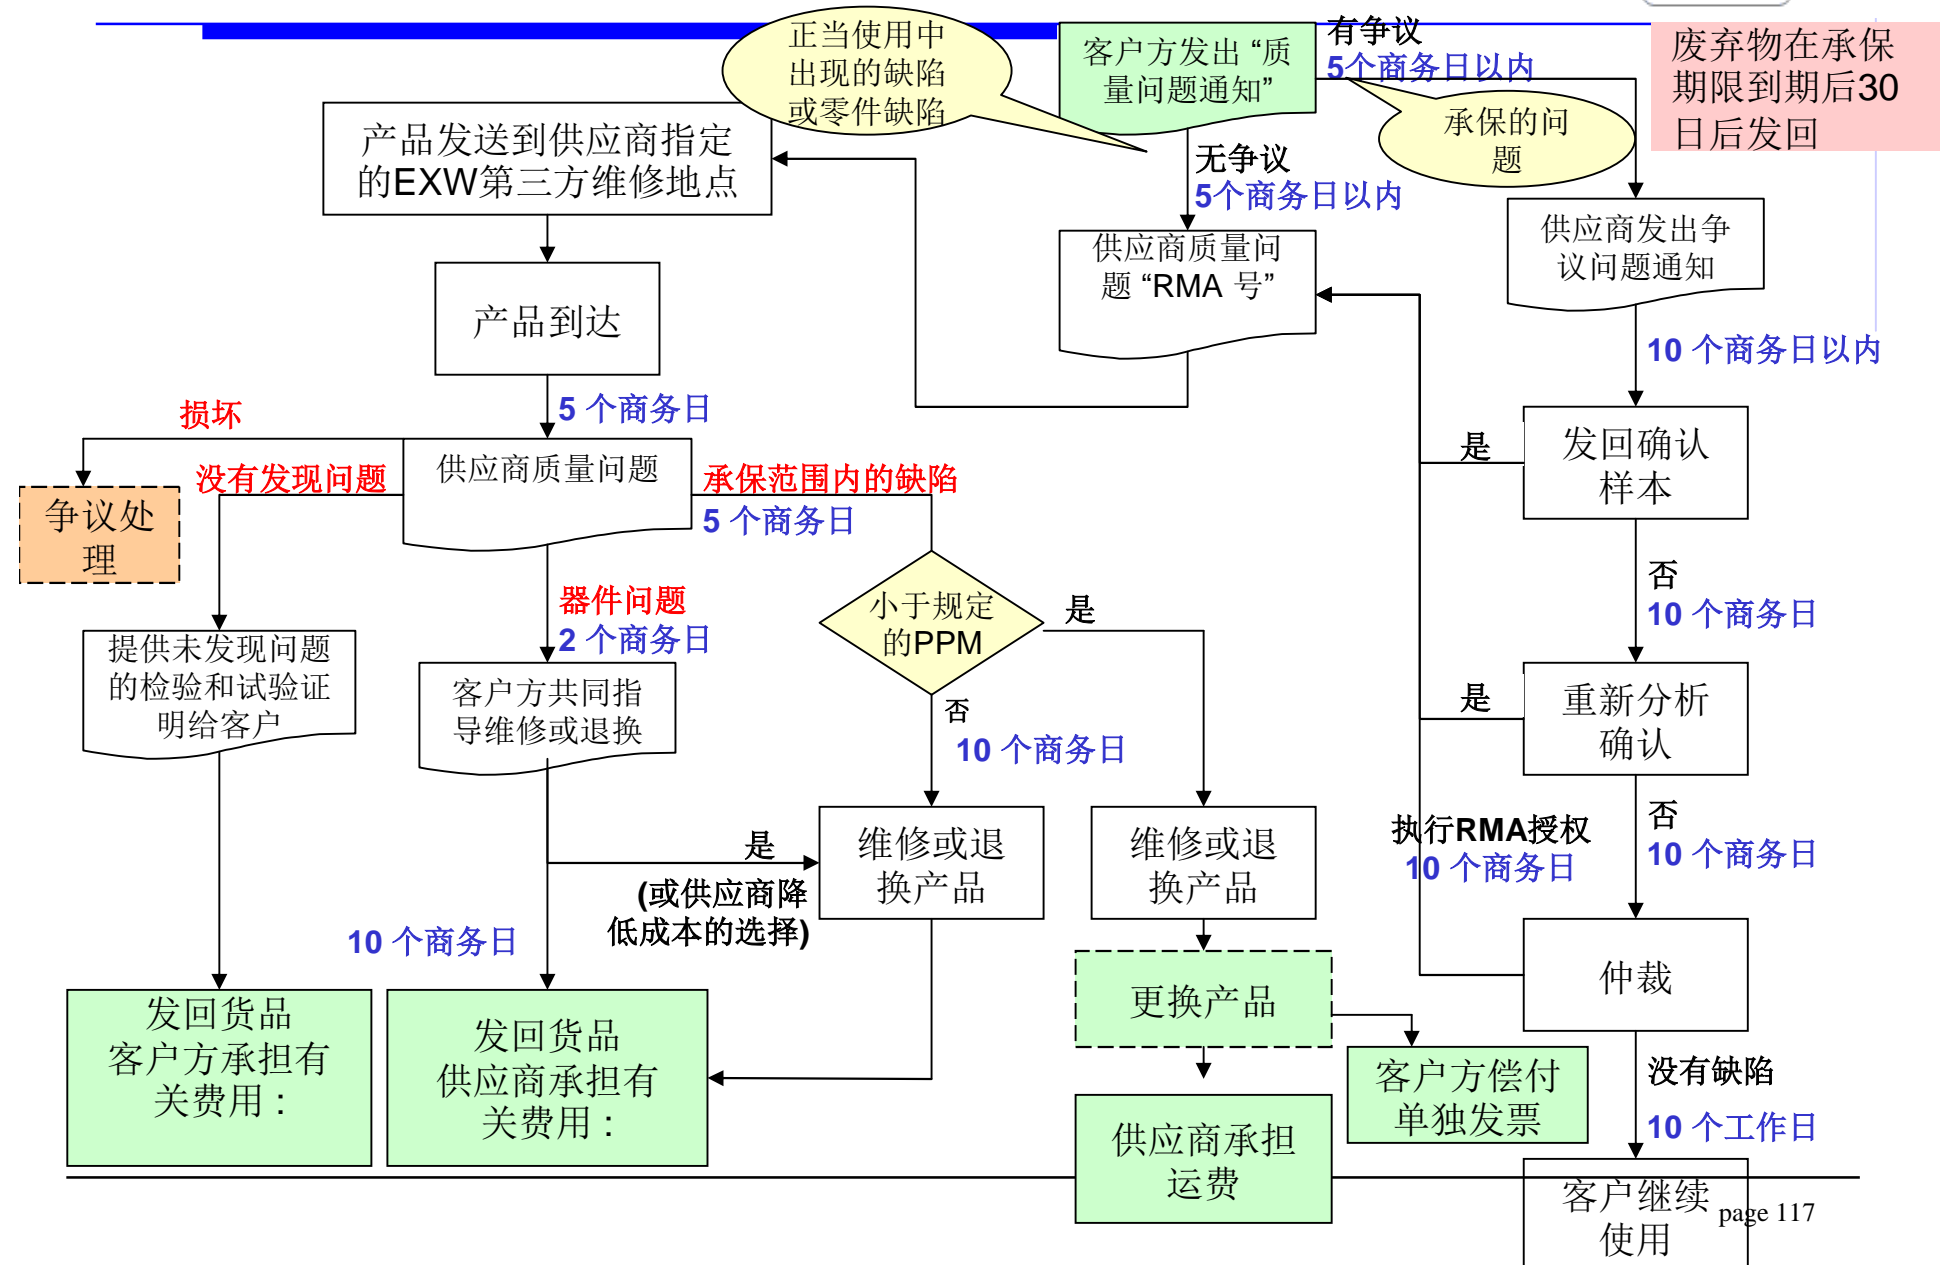 正当使用中
出现的缺陷
或零件缺陷
客户方发出 “质
量问题通知”
有争议
5个商务日以内
废弃物在承保
期限到期后30
日后发回
承保的问
题
产品发送到供应商指定
的EXW第三方维修地点
无争议
5个商务日以内
供应商发出争
议问题通知
供应商质量问
题 “RMA 号”
产品到达
10 个商务日以内
5 个商务日
损坏
发回确认
样本
是
供应商质量问题
没有发现问题
承保范围内的缺陷
5 个商务日
争议处
理
否
10 个商务日
器件问题
2 个商务日
小于规定
的PPM
是
提供未发现问题
的检验和试验证
明给客户
客户方共同指
导维修或退换
重新分析
确认
是
否
10 个商务日
维修或退
换产品
维修或退
换产品
是
(或供应商降
低成本的选择)
执行RMA授权
10 个商务日
否
10 个商务日
10 个商务日
仲裁
更换产品
发回货品
客户方承担有
关费用：
发回货品
供应商承担有
关费用：
客户方偿付
单独发票
没有缺陷
10 个工作日
供应商承担
运费
客户继续
使用
page 117